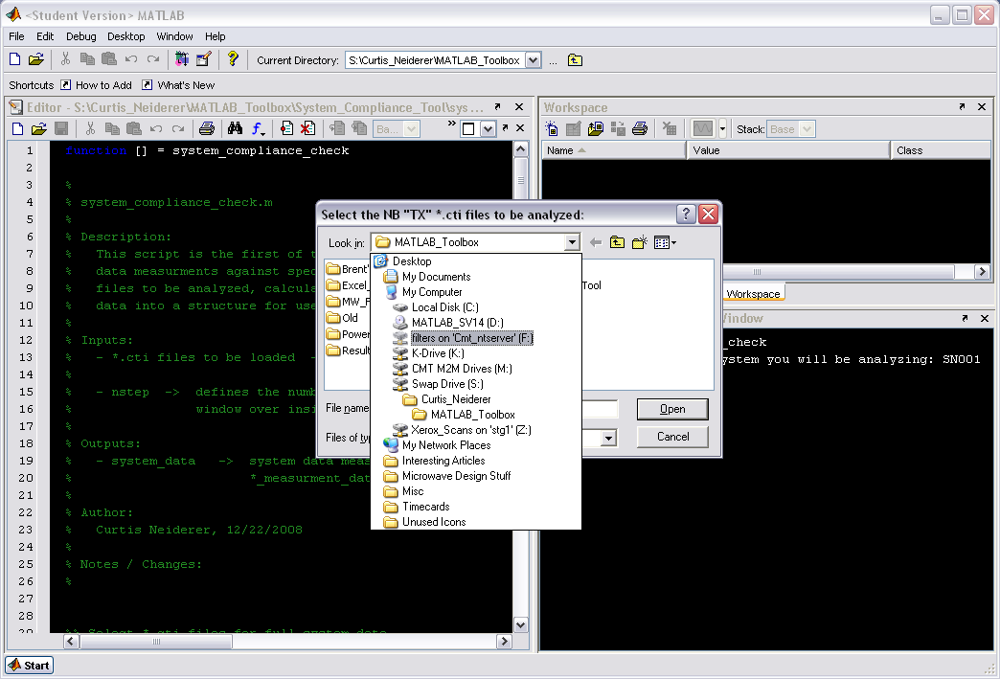 <Student Version> MATLAB
File Edit Debug Desktop Window Help
Current Directory: S:\Curtis_Neiderer\MATLAB_Toolbox ...
Shortcuts How to Add What's New
Editor - S:\Curtis_Neiderer\MATLAB_Toolbox\System_Compliance_Tool\sys...
Ba...
1 function [] = system_compliance_check
2
3 %
4 % system_compliance_check.m
5 %
6 % Description:
7 % This script is the first of t
8 % data measurments against spec
9 % files to be analyzed, calcula
10 % data into a structure for use
11 %
12 % Inputs:
13 % - *.cti files to be loaded -
14 %
15 % - nstep -> defines the numb
16 % window over insi
17 %
18 % Outputs:
19 % - system_data -> system data meas
20 % *_measurment_dat
21 %
22 % Author:
23 % Curtis Neiderer, 12/22/2008
24 %
25 % Notes / Changes:
26 %
27
28
29 %% Select *.cti files for full system data
Workspace
Stack: Base
Name Value Class
Workspace
indow
_check
ystem you will be analyzing: SN001
Select the NB "TX" *.cti files to be analyzed:
Look in: MATLAB_Toolbox
Brent'
Excel_
MW_F
Old
Power
Result
Tool
Desktop
My Documents
My Computer
Local Disk (C:)
MATLAB_SV14 (D:)
filters on 'Cmt_ntserver' (F:)
K-Drive (K:)
CMT M2M Drives (M:)
Swap Drive (S:)
Curtis_Neiderer
MATLAB_Toolbox
Xerox_Scans on 'stg1' (Z:)
My Network Places
Interesting Articles
Microwave Design Stuff
Misc
Timecards
Unused Icons
File name
Open
Files of typ
Cancel
Start